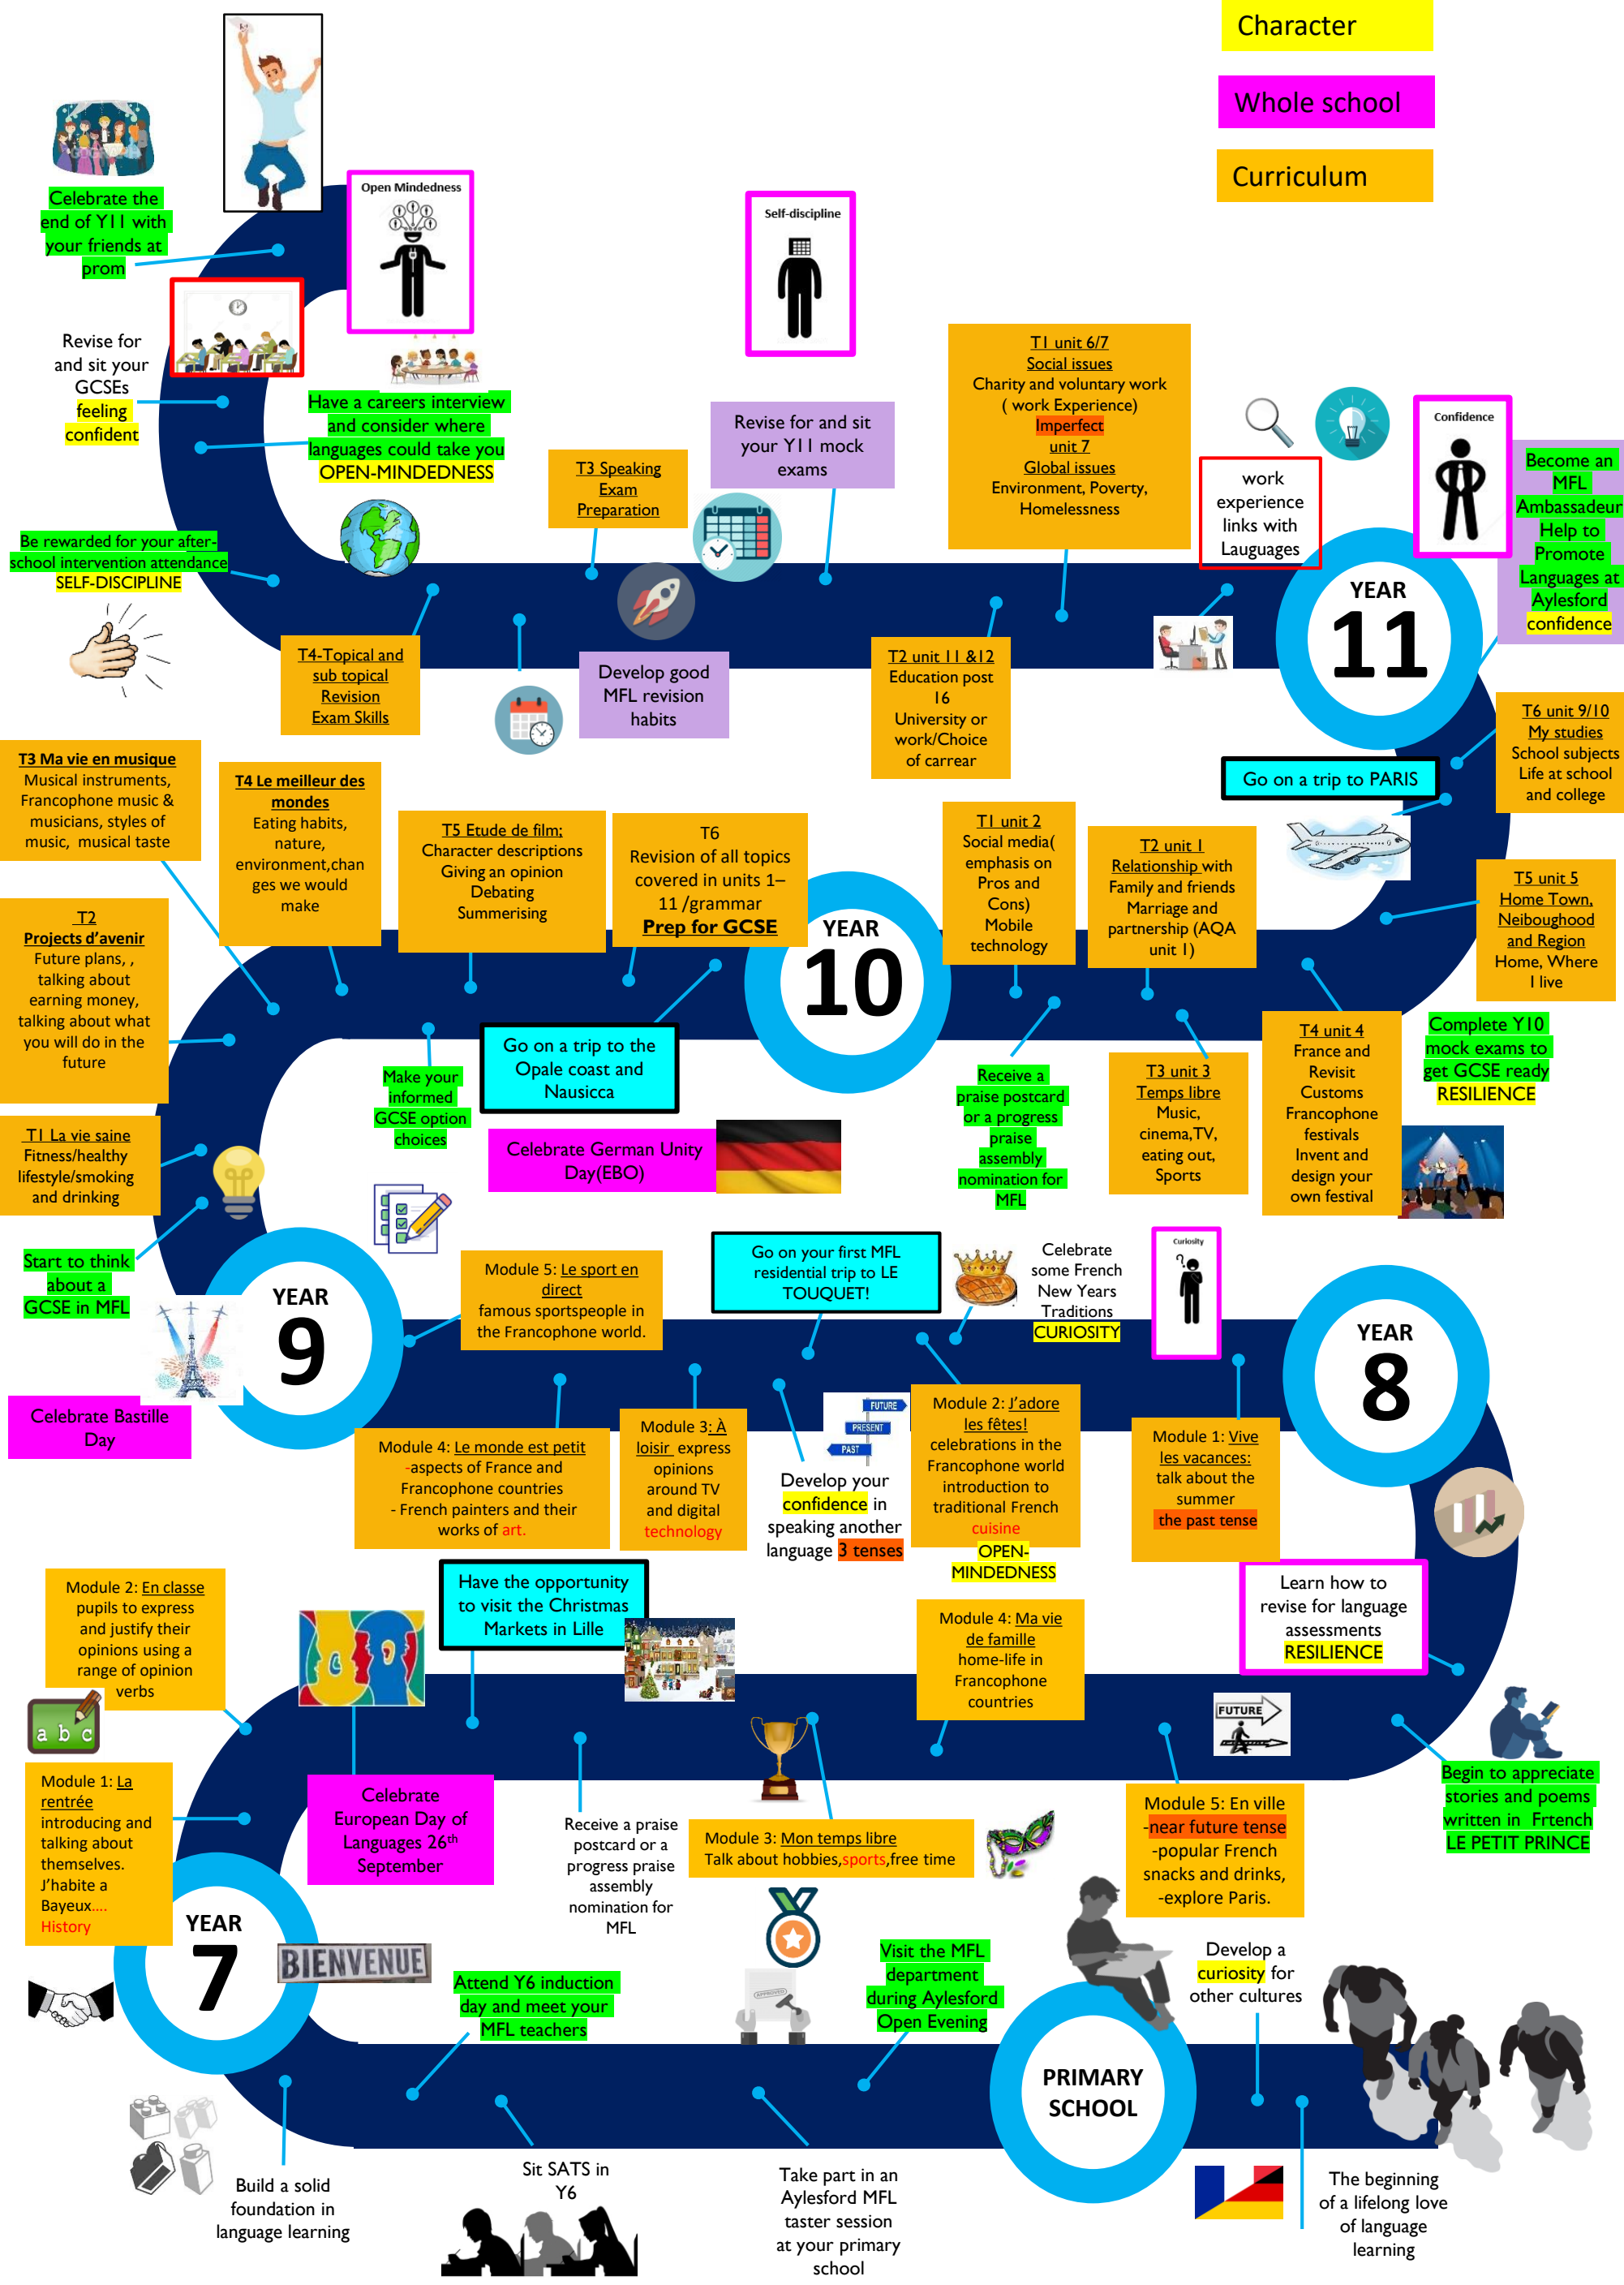 Character
Whole school
Curriculum
Celebrate the
end of Y11 with
your friends at
prom
Open Mindedness
Self-discipline
Revise for
and sit your
GCSEs
feeling
confident
Have a careers interview
and consider where
languages could take you
OPEN-MINDEDNESS
Be rewarded for your after-
school intervention attendance
SELF-DISCIPLINE
T3 Speaking
Exam
Preparation
Revise for and sit
your Y11 mock
exams
T1 unit 6/7
Social issues
Charity and voluntary work
( work Experience)
Imperfect
unit 7
Global issues
Environment, Poverty,
Homelessness
work
experience
links with
Lauguages
Confidence
Become an
MFL
Ambassadeur
Help to
Promote
Languages at
Aylesford
confidence
YEAR
11
T4-Topical and
sub topical
Revision
Exam Skills
Develop good
MFL revision
habits
T2 unit 11 &12
Education post
16
University or
work/Choice
of carrear
T6 unit 9/10
My studies
School subjects
Life at school
and college
Go on a trip to PARIS
T3 Ma vie en musique
Musical instruments,
Francophone music &
musicians, styles of
music, musical taste
T4 Le meilleur des
mondes
Eating habits,
nature,
environment,chan
ges we would
make
T5 Etude de film;
Character descriptions
Giving an opinion
Debating
Summerising
T6
Revision of all topics
covered in units 1–
11 /grammar
Prep for GCSE
YEAR
10
T1 unit 2
Social media(
emphasis on
Pros and
Cons)
Mobile
technology
T2 unit 1
Relationship with
Family and friends
Marriage and
partnership (AQA
unit 1)
T5 unit 5
Home Town,
Neiboughood
and Region
Home, Where
I live
T2
Projects d’avenir
Future plans, ,
talking about
earning money,
talking about what
you will do in the
future
Make your
informed
GCSE option
choices
Go on a trip to the
Opale coast and
Nausicca
Celebrate German Unity
Day(EBO)
Receive a
praise postcard
or a progress
praise
assembly
nomination for
MFL
T3 unit 3
Temps libre
Music,
cinema,TV,
eating out,
Sports
T4 unit 4
France and
Revisit
Customs
Francophone
festivals
Invent and
design your
own festival
Complete Y10
mock exams to
get GCSE ready
RESILIENCE
T1 La vie saine
Fitness/healthy
lifestyle/smoking
and drinking
Start to think
about a
GCSE in MFL
YEAR
9
Celebrate Bastille
Day
Module 5: Le sport en
direct
famous sportspeople in
the Francophone world.
Go on your first MFL
residential trip to LE
TOUQUET!
Celebrate
some French
New Years
Traditions
CURIOSITY
Curiosity
?
YEAR
8
Module 4: Le monde est petit
-aspects of France and
Francophone countries
- French painters and their
works of art.
Module 3: À
loisir express
opinions
around TV
and digital
technology
FUTURE
PRESENT
PAST
Develop your
confidence in
speaking another
language 3 tenses
Module 2: J’adore
les fêtes!
celebrations in the
Francophone world
introduction to
traditional French
cuisine
OPEN-
MINDEDNESS
Module 1: Vive
les vacances:
talk about the
summer
the past tense
Learn how to
revise for language
assessments
RESILIENCE
Module 2: En classe
pupils to express
and justify their
opinions using a
range of opinion
verbs
Have the opportunity
to visit the Christmas
Markets in Lille
Module 4: Ma vie
de famille
home-life in
Francophone
countries
FUTURE
a b c
Module 1: La
rentrée
introducing and
talking about
themselves.
J’habite a
Bayeux....
History
Celebrate
European Day of
Languages 26th
September
Receive a praise
postcard or a
progress praise
assembly
nomination for
MFL
Module 3: Mon temps libre
Talk about hobbies,sports,free time
Module 5: En ville
-near future tense
-popular French
snacks and drinks,
-explore Paris.
Begin to appreciate
stories and poems
written in Frtench
LE PETIT PRINCE
YEAR
7
BIENVENUE
Attend Y6 induction
day and meet your
MFL teachers
APPROVED
Visit the MFL
department
during Aylesford
Open Evening
Develop a
curiosity for
other cultures
PRIMARY
SCHOOL
Build a solid
foundation in
language learning
Sit SATS in
Y6
Take part in an
Aylesford MFL
taster session
at your primary
school
The beginning
of a lifelong love
of language
learning